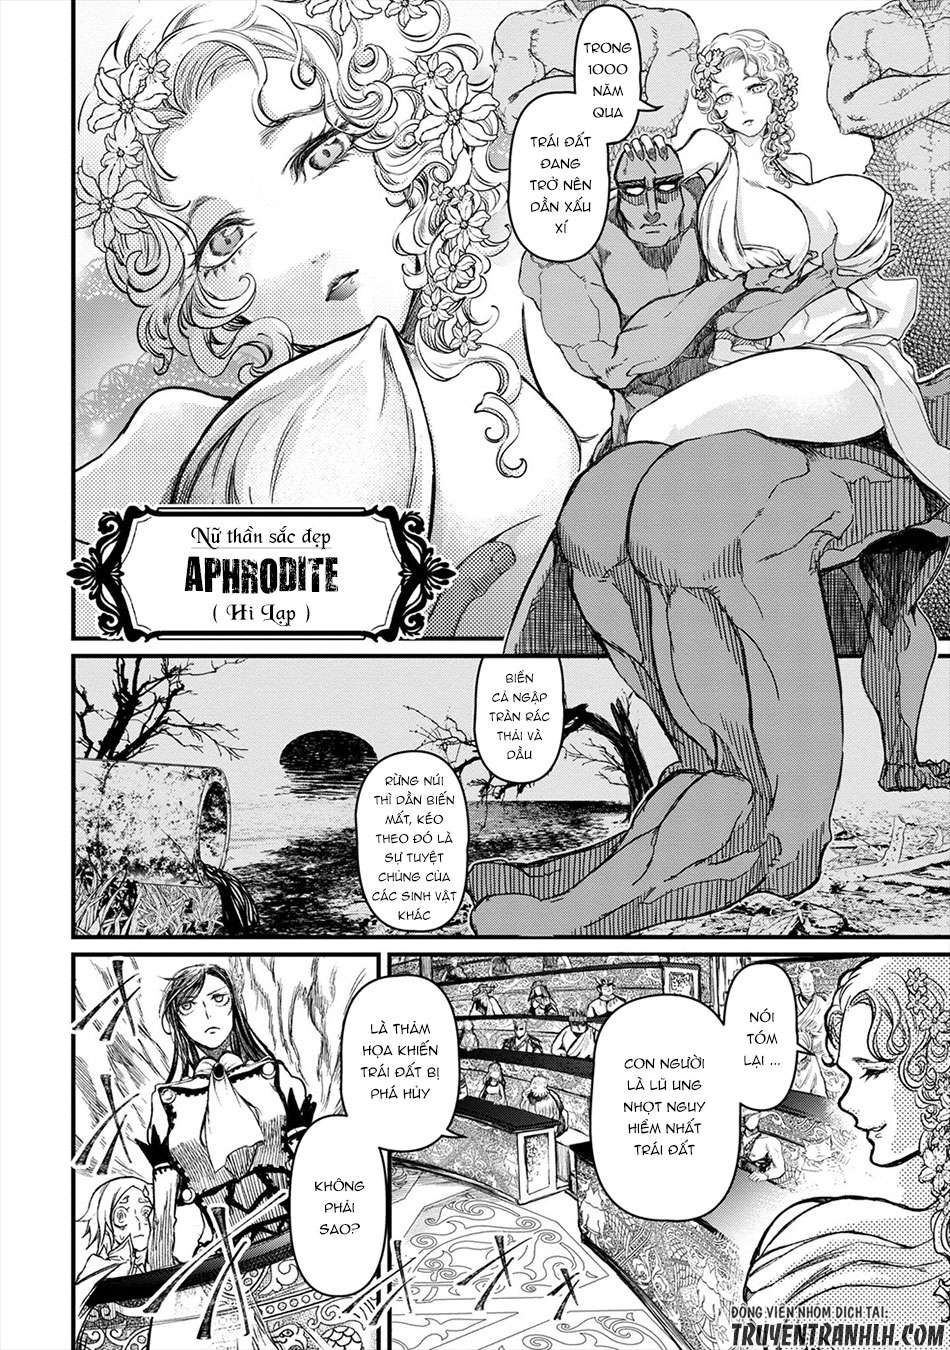 TRONG
1000
NĂM
QUA
TRÁI ĐẤT
ĐANG
TRỞ NÊN
DẦN XẤU
XÍ
Nữ thần sắc đẹp
APHRODITE
( Hi Lạp )
BIỂN
CẢ NGẬP
TRÀN RÁC
THẢI VÀ
DẦU
RỪNG NÚI
THÌ DẦN BIẾN
MẤT, KÉO
THEO ĐÓ LÀ
SỰ TUYỆT
CHỦNG CỦA
CÁC SINH VẬT
KHÁC
NÓI
TÓM
LẠI ...
CON NGƯỜI
LÀ LŨ UNG
NHỌT NGUY
HIỂM NHẤT
TRÁI ĐẤT
LÀ THẢM
HỌA KHIẾN
TRÁI ĐẤT BỊ
PHÁ HỦY
KHÔNG
PHẢI
SAO?
ĐỘNG VIÊN NHÓM DỊCH TẠI:
TRUYENTRANHLH.COM